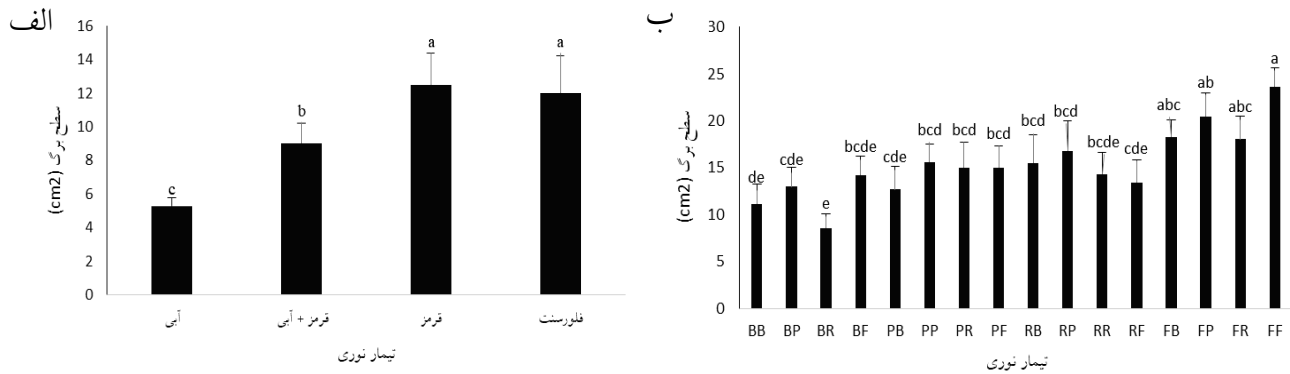 الف
16
14
12
10
8
6
4
2
0
سطح برگ (cm2)
c
b
a
a
آبی
قرمز + آبی
قرمز
فلورسنت
تیمار نوری
ب
30
25
20
15
10
5
0
سطح برگ (cm2)
de
cde
e
bcde
cde
bcd
bcd
bcd
bcd
bcd
bcde
cde
abc
ab
abc
a
BB BP BR BF PB PP PR PF RB RP RR RF FB FP FR FF
تیمار نوری